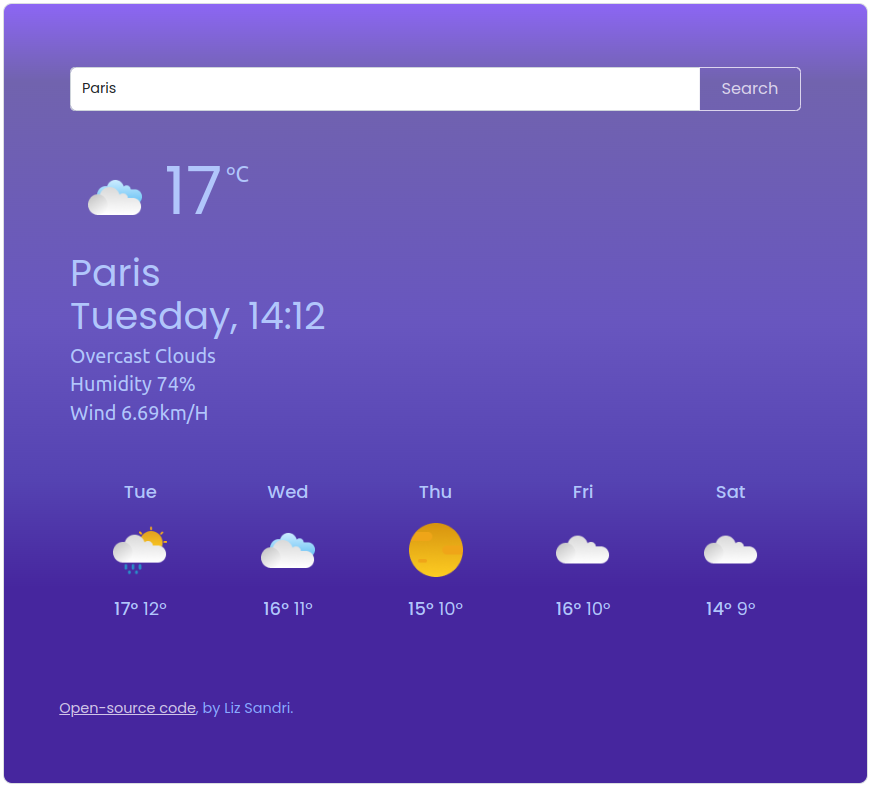 Paris
Search
17 °C
Paris
Tuesday, 14:12
Overcast Clouds
Humidity 74%
Wind 6.69km/H
Tue Wed Thu Fri Sat
17° 12° 16° 11° 15° 10° 16° 10° 14° 9°
Open-source code, by Liz Sandri.